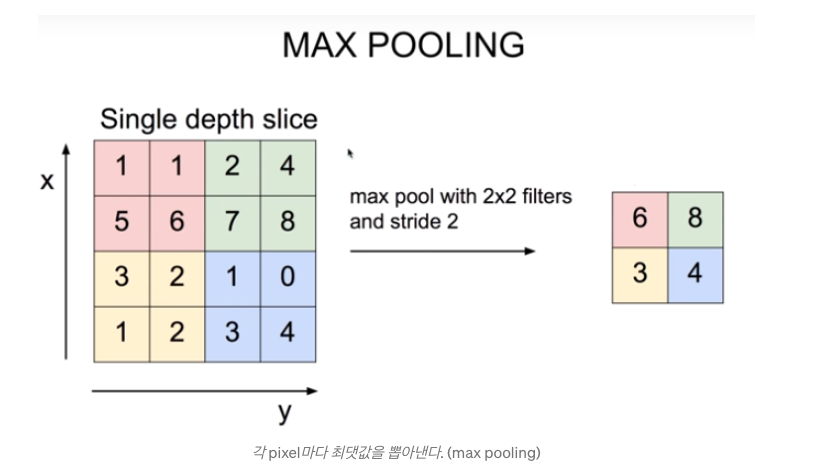 MAX POOLING
Single depth slice
x
1 1 2 4
5 6 7 8
3 2 1 0
1 2 3 4
y
max pool with 2x2 filters
and stride 2
6 8
3 4
각 pixel마다 최댓값을 뽑아낸다. (max pooling)